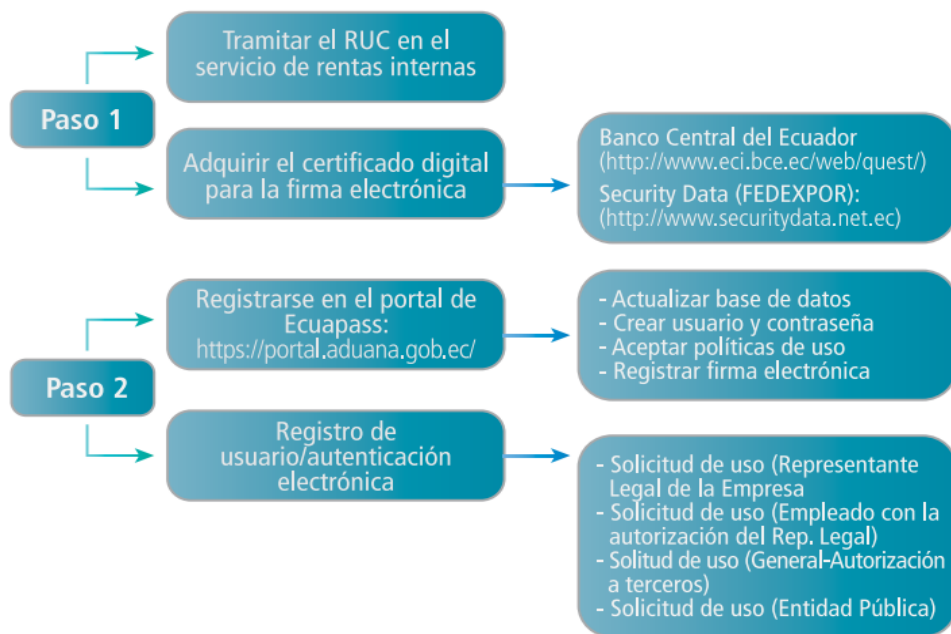 Paso 1
Tramitar el RUC en el
servicio de rentas internas
Adquirir el certificado digital
para la firma electrónica
Banco Central del Ecuador
(http://www.eci.bce.ec/web/quest/)
Security Data (FEDEXPOR):
(http://www.securitydata.net.ec)
Paso 2
Registrarse en el portal de
Ecuapass:
https://portal.aduana.gob.ec/
- Actualizar base de datos
- Crear usuario y contraseña
- Aceptar políticas de uso
- Registrar firma electrónica
Registro de
usuario/autenticación
electrónica
- Solicitud de uso (Representante
Legal de la Empresa
- Solicitud de uso (Empleado con la
autorización del Rep. Legal)
- Solitud de uso (General-Autorización
a terceros)
- Solicitud de uso (Entidad Pública)